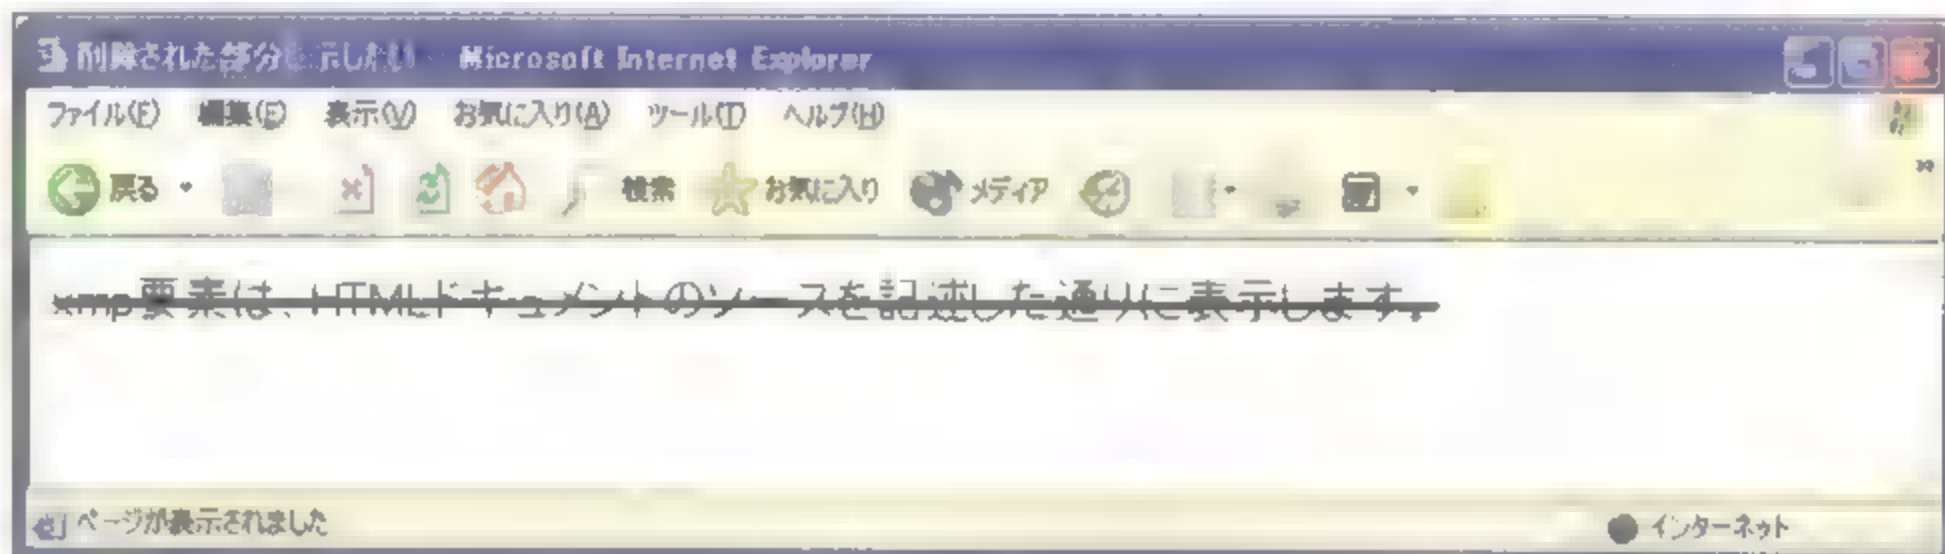 削除された部分を示したい - Microsoft Internet Explorer
ファイル(F) 編集(E) 表示(V) お気に入り(A) ツール(T) ヘルプ(H)
戻る 検索 お気に入り メディア »
xmp要素は、HTMLドキュメントのソースを記述した通りに表示します。
ページが表示されました インターネット